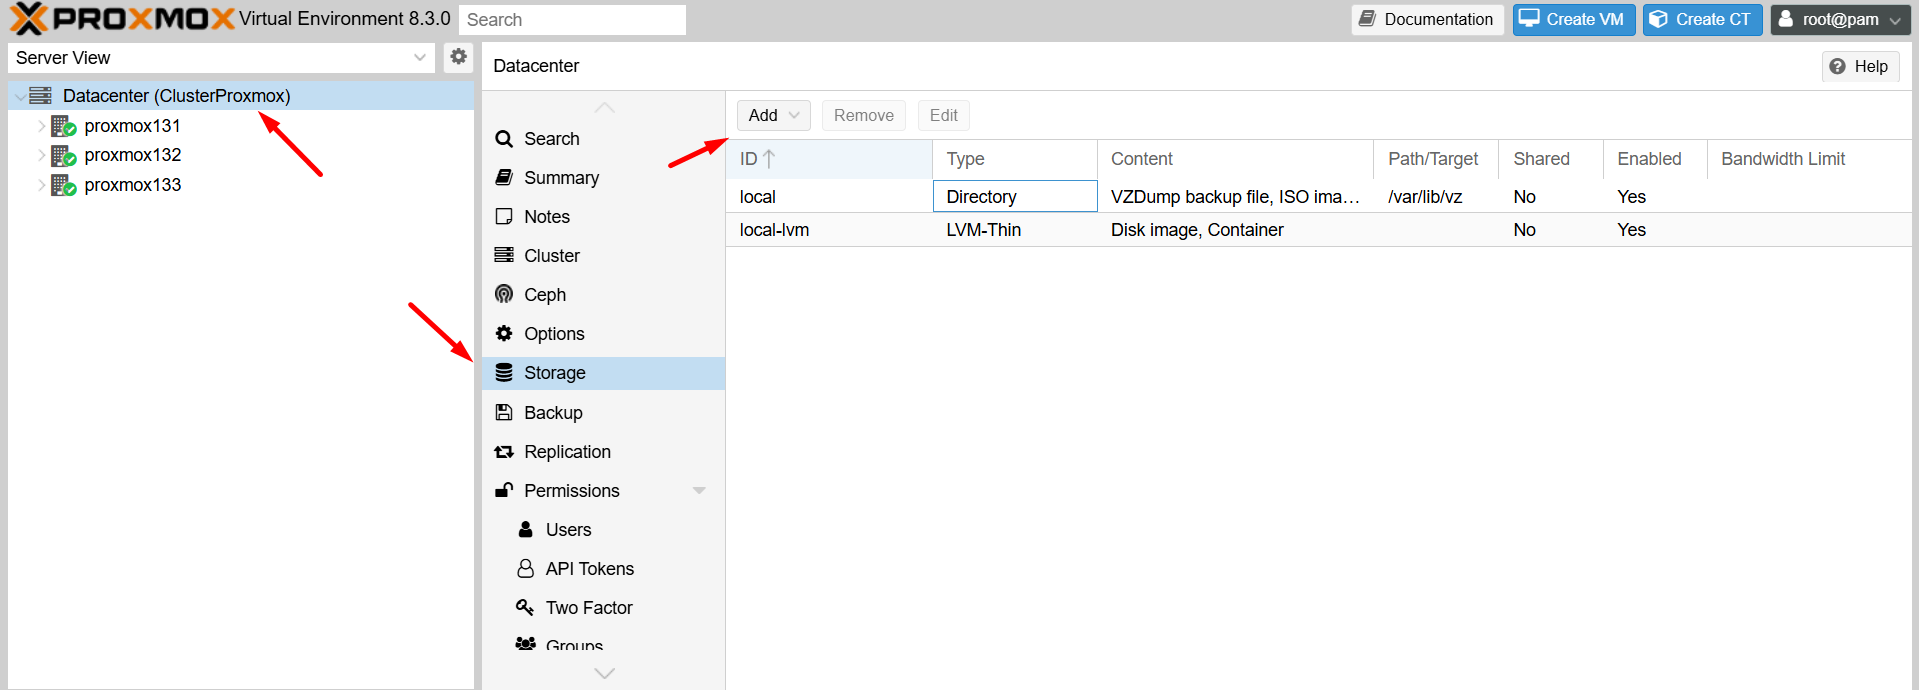 PROXMOX Virtual Environment 8.3.0 Search Documentation Create VM Create CT root@pam
Server View
Datacenter Help
Datacenter (ClusterProxmox)
proxmox131
proxmox132
proxmox133
Search
Summary
Notes
Cluster
Ceph
Options
Storage
Backup
Replication
Permissions
Users
API Tokens
Two Factor
Groups
Add Remove Edit
ID Type Content Path/Target Shared Enabled Bandwidth Limit
local Directory VZDump backup file, ISO ima... /var/lib/vz No Yes
local-lvm LVM-Thin Disk image, Container No Yes